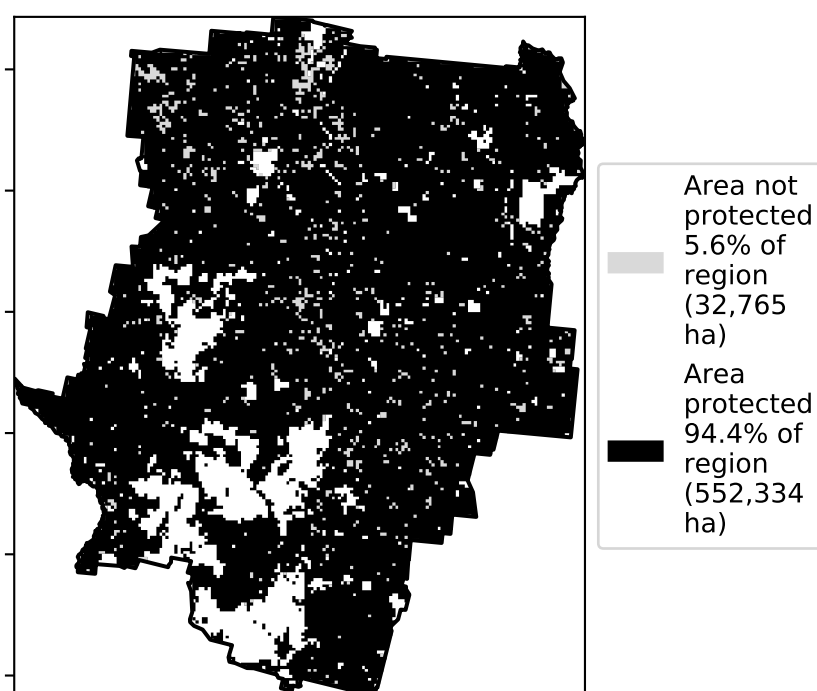 Area not
protected
5.6% of
region
(32,765
ha)
Area
protected
94.4% of
region
(552,334
ha)